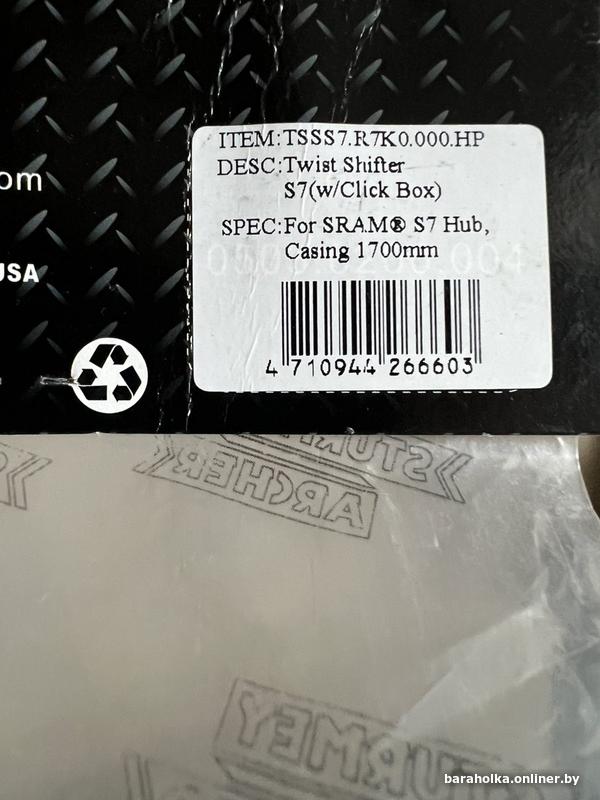 ITEM:TSSS7.R7K0.000.HP
DESC:Twist Shifter
S7(w/Click Box)
SPEC:For SRAM® S7 Hub,
Casing 1700mm
4 710944 266603
om
USA
STURMEY
ARCHER
STURMEY
baraholka.onliner.by